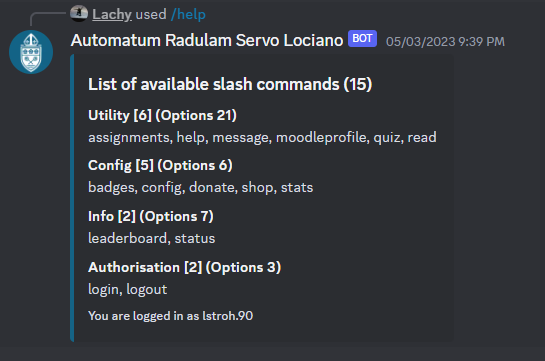 Lachy used /help
Automatum Radulam Servo Lociano BOT 05/03/2023 9:39 PM
List of available slash commands (15)
Utility [6] (Options 21)
assignments, help, message, moodleprofile, quiz, read
Config [5] (Options 6)
badges, config, donate, shop, stats
Info [2] (Options 7)
leaderboard, status
Authorisation [2] (Options 3)
login, logout
You are logged in as lstroh.90